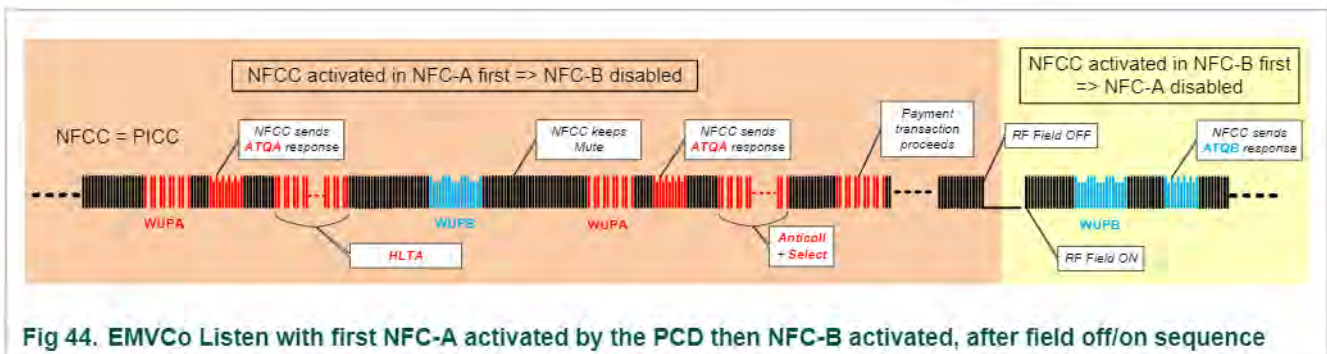 NFCC activated in NFC-A first => NFC-B disabled
NFCC activated in NFC-B first
=> NFC-A disabled
NFCC = PICC
NFCC sends
ATQA response
NFCC keeps
Mute
NFCC sends
ATQA response
Payment
transaction
proceeds
RF Field OFF
NFCC sends
ATQB response
WUPA
HLTA
WUPB
WUPA
Anticoll
+ Select
WUPB
RF Field ON
Fig 44. EMVCo Listen with first NFC-A activated by the PCD then NFC-B activated, after field off/on sequence